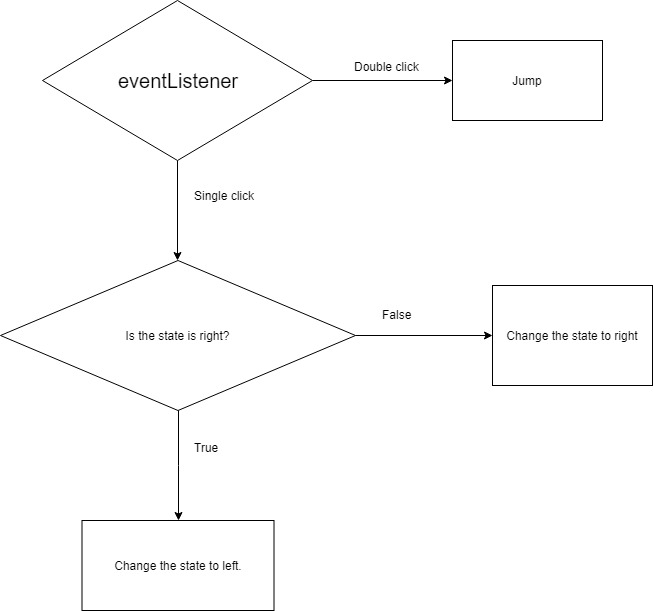 eventListener
Double click
Jump
Single click
Is the state is right?
False
Change the state to right
True
Change the state to left.